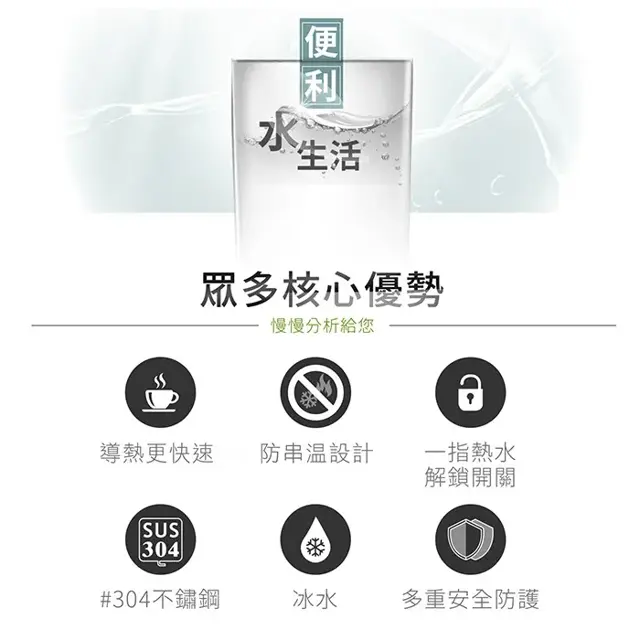 便利
水生活
眾多核心優勢
慢慢分析給您
導熱更快速
防串温設計
一指熱水
解鎖開關
SUS
304
#304不鏽鋼
冰水
多重安全防護